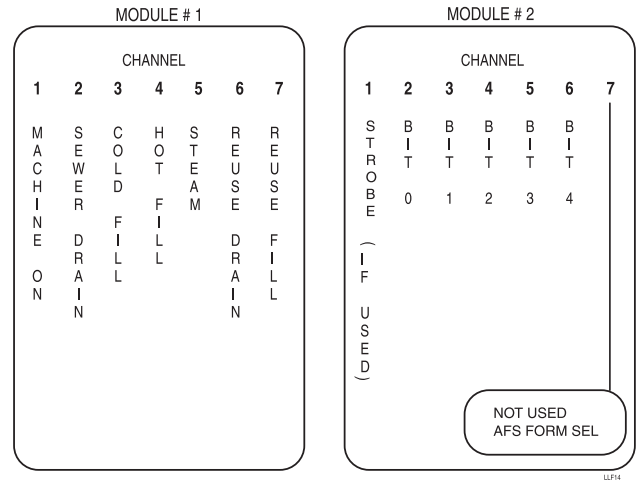 MODULE # 1
CHANNEL
1 2 3 4 5 6 7
MACHINE ON
SEWER DRAIN
COLD FILL
HOT FILL
STEAM
REUSE DRAIN
REUSE FILL
MODULE # 2
CHANNEL
1 2 3 4 5 6 7
STROBE (IF USED)
BIT 0
BIT 1
BIT 2
BIT 3
BIT 4
NOT USED
AFS FORM SEL
LLF14